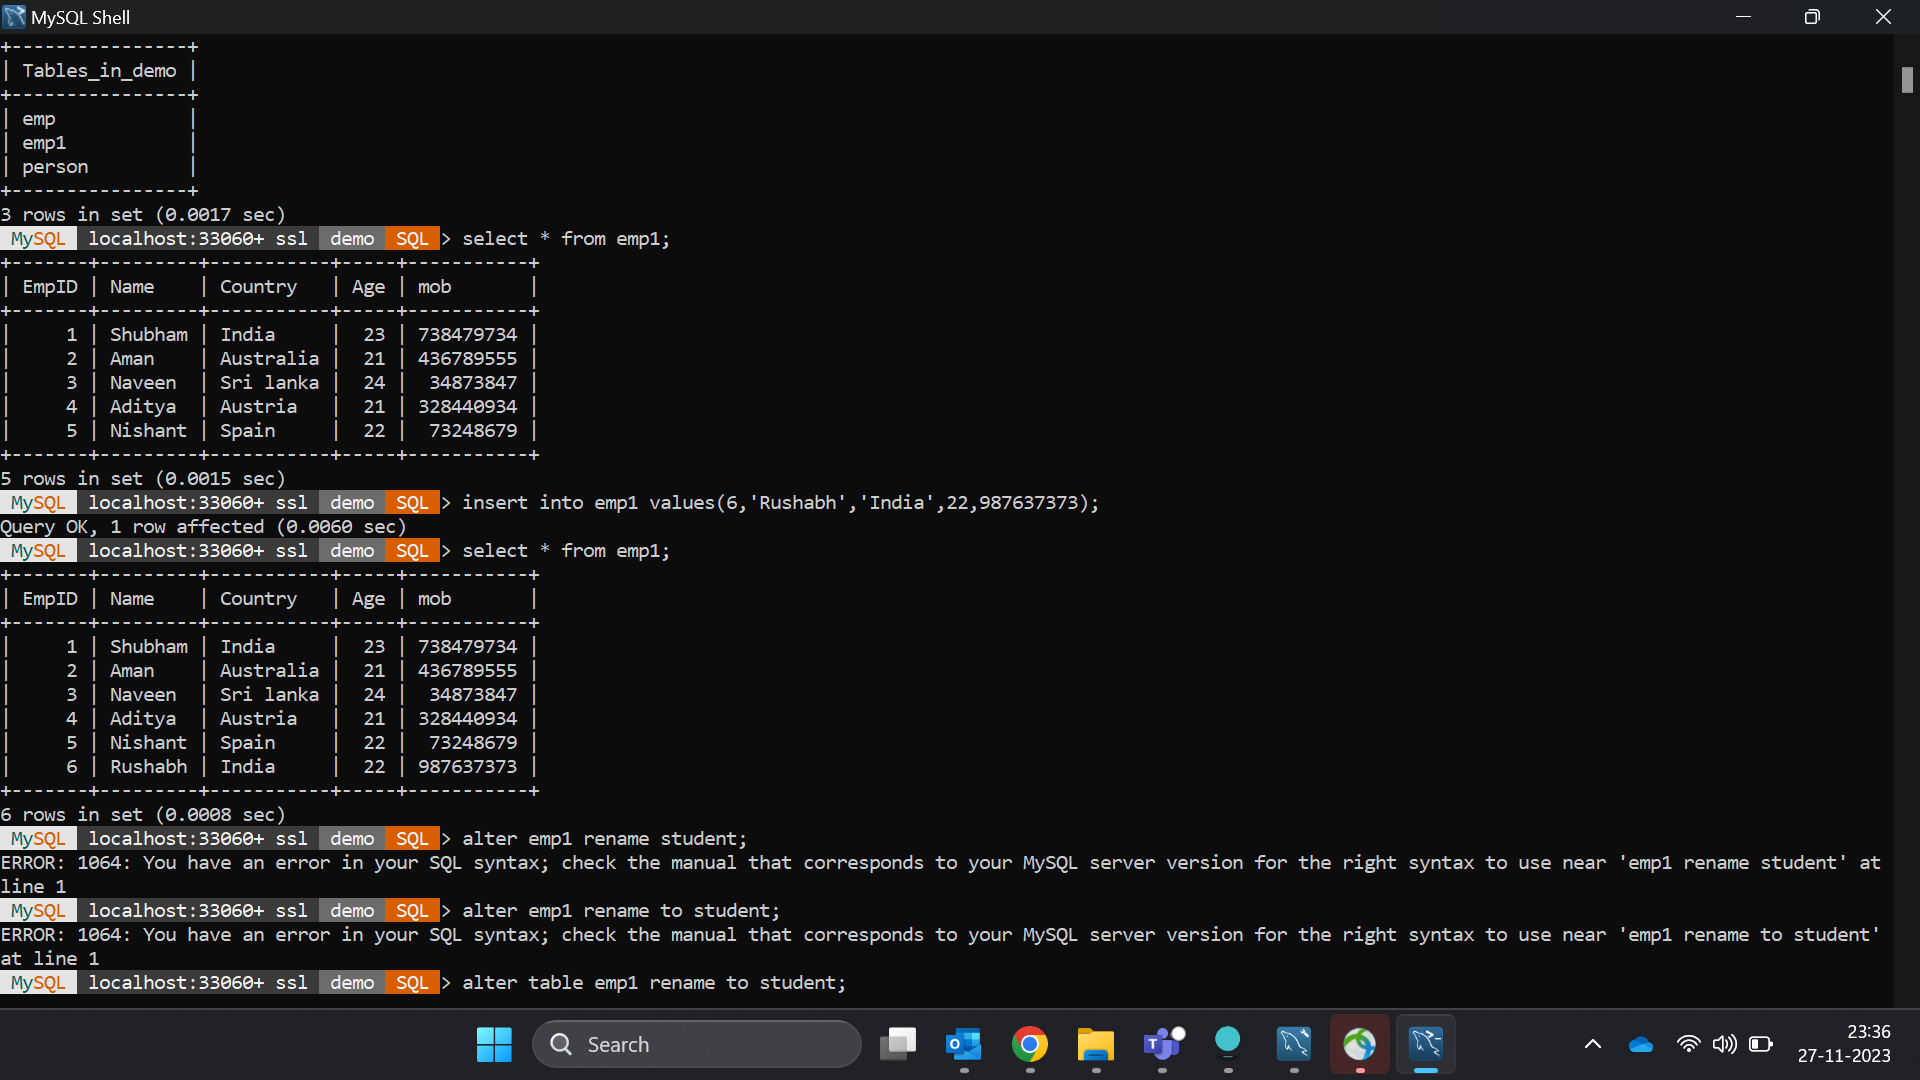 MySQL Shell
+----------------+
| Tables_in_demo |
+----------------+
| emp            |
| emp1           |
| person         |
+----------------+
3 rows in set (0.0017 sec)
MySQL localhost:33060+ ssl demo SQL > select * from emp1;
+-------+---------+-----------+-----+-----------+
| EmpID | Name    | Country   | Age | mob       |
+-------+---------+-----------+-----+-----------+
|     1 | Shubham | India     |  23 | 738479734 |
|     2 | Aman    | Australia |  21 | 436789555 |
|     3 | Naveen  | Sri lanka |  24 |  34873847 |
|     4 | Aditya  | Austria   |  21 | 328440934 |
|     5 | Nishant | Spain     |  22 |  73248679 |
+-------+---------+-----------+-----+-----------+
5 rows in set (0.0015 sec)
MySQL localhost:33060+ ssl demo SQL > insert into emp1 values(6,'Rushabh','India',22,987637373);
Query OK, 1 row affected (0.0060 sec)
MySQL localhost:33060+ ssl demo SQL > select * from emp1;
+-------+---------+-----------+-----+-----------+
| EmpID | Name    | Country   | Age | mob       |
+-------+---------+-----------+-----+-----------+
|     1 | Shubham | India     |  23 | 738479734 |
|     2 | Aman    | Australia |  21 | 436789555 |
|     3 | Naveen  | Sri lanka |  24 |  34873847 |
|     4 | Aditya  | Austria   |  21 | 328440934 |
|     5 | Nishant | Spain     |  22 |  73248679 |
|     6 | Rushabh | India     |  22 | 987637373 |
+-------+---------+-----------+-----+-----------+
6 rows in set (0.0008 sec)
MySQL localhost:33060+ ssl demo SQL > alter emp1 rename student;
ERROR: 1064: You have an error in your SQL syntax; check the manual that corresponds to your MySQL server version for the right syntax to use near 'emp1 rename student' at
line 1
MySQL localhost:33060+ ssl demo SQL > alter emp1 rename to student;
ERROR: 1064: You have an error in your SQL syntax; check the manual that corresponds to your MySQL server version for the right syntax to use near 'emp1 rename to student'
at line 1
MySQL localhost:33060+ ssl demo SQL > alter table emp1 rename to student;
Search
23:36
27-11-2023